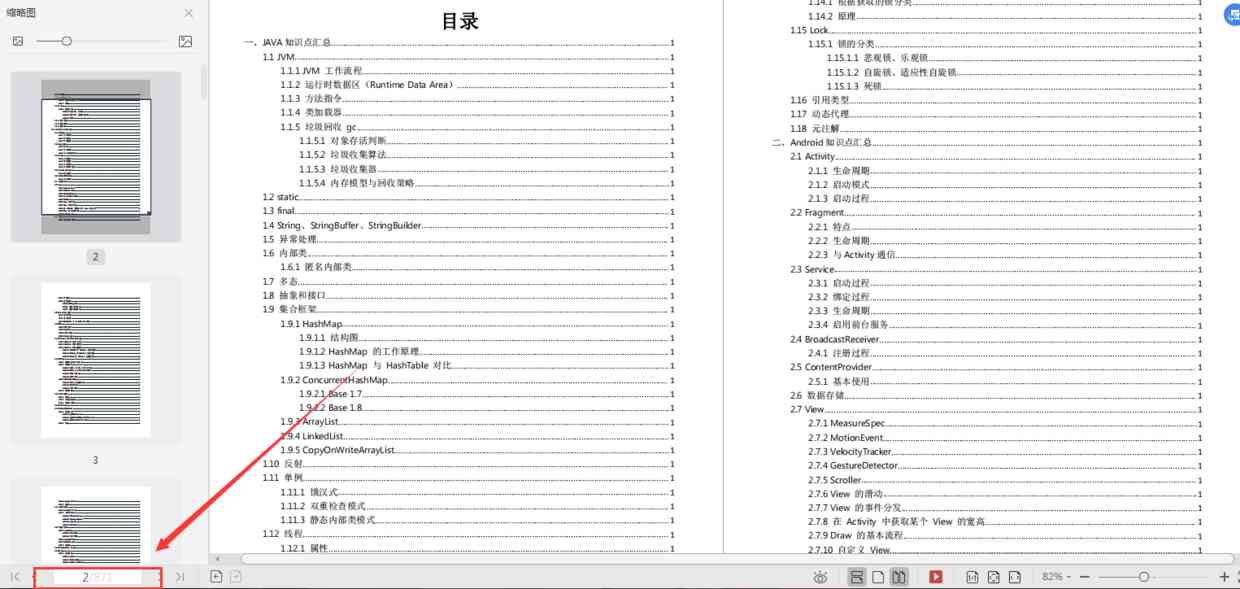 缩略图
2
3
目录
一、JAVA 知识点汇总 1
1.1 JVM 1
1.1.1 JVM 工作流程 1
1.1.2 运行时数据区（Runtime Data Area） 1
1.1.3 方法指令 1
1.1.4 类加载器 1
1.1.5 垃圾回收 gc 1
1.1.5.1 对象存活判断 1
1.1.5.2 垃圾收集算法 1
1.1.5.3 垃圾收集器 1
1.1.5.4 内存模型与回收策略 1
1.2 static 1
1.3 final 1
1.4 String、StringBuffer、StringBuilder 1
1.5 异常处理 1
1.6 内部类 1
1.6.1 匿名内部类 1
1.7 多态 1
1.8 抽象和接口 1
1.9 集合框架 1
1.9.1 HashMap 1
1.9.1.1 结构图 1
1.9.1.2 HashMap 的工作原理 1
1.9.1.3 HashMap 与 HashTable 对比 1
1.9.2 ConcurrentHashMap 1
1.9.2.1 Base 1.7 1
1.9.2.2 Base 1.8 1
1.9.3 ArrayList 1
1.9.4 LinkedList 1
1.9.5 CopyOnWriteArrayList 1
1.10 反射 1
1.11 单例 1
1.11.1 饿汉式 1
1.11.2 双重检查模式 1
1.11.3 静态内部类模式 1
1.12 线程 1
1.12.1 属性 1
1.14.1 根据获取的锁分类 1
1.14.2 原理 1
1.15 Lock 1
1.15.1 锁的分类 1
1.15.1.1 悲观锁、乐观锁 1
1.15.1.2 自旋锁、适应性自旋锁 1
1.15.1.3 死锁 1
1.16 引用类型 1
1.17 动态代理 1
1.18 元注解 1
二、Android 知识点汇总 1
2.1 Activity 1
2.1.1 生命周期 1
2.1.2 启动模式 1
2.1.3 启动过程 1
2.2 Fragment 1
2.2.1 特点 1
2.2.2 生命周期 1
2.2.3 与 Activity 通信 1
2.3 Service 1
2.3.1 启动过程 1
2.3.2 绑定过程 1
2.3.3 生命周期 1
2.3.4 启用前台服务 1
2.4 BroadcastReceiver 1
2.4.1 注册过程 1
2.5 ContentProvider 1
2.5.1 基本使用 1
2.6 数据存储 1
2.7 View 1
2.7.1 MeasureSpec 1
2.7.2 MotionEvent 1
2.7.3 VelocityTracker 1
2.7.4 GestureDetector 1
2.7.5 Scroller 1
2.7.6 View 的滑动 1
2.7.7 View 的事件分发 1
2.7.8 在 Activity 中获取某个 View 的宽高 1
2.7.9 Draw 的基本流程 1
2.7.10 自定义 View 1
2/871
82%